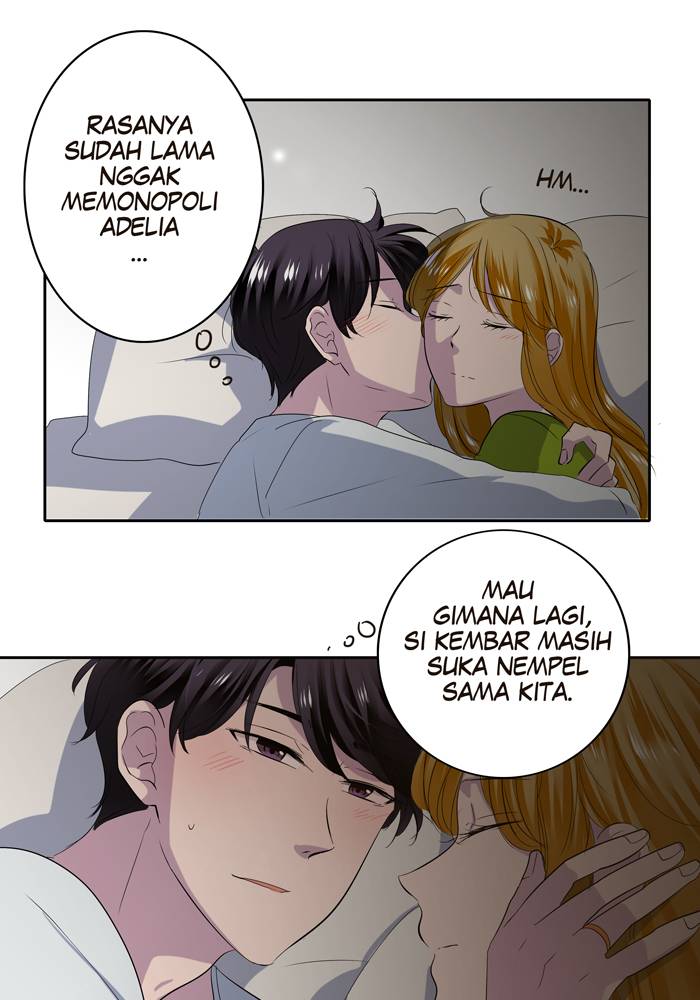 RASANYA
SUDAH LAMA
NGGAK
MEMONOPOLI
ADELIA
...
HM...
MAU
GIMANA LAGI,
SI KEMBAR MASIH
SUKA NEMPEL
SAMA KITA.